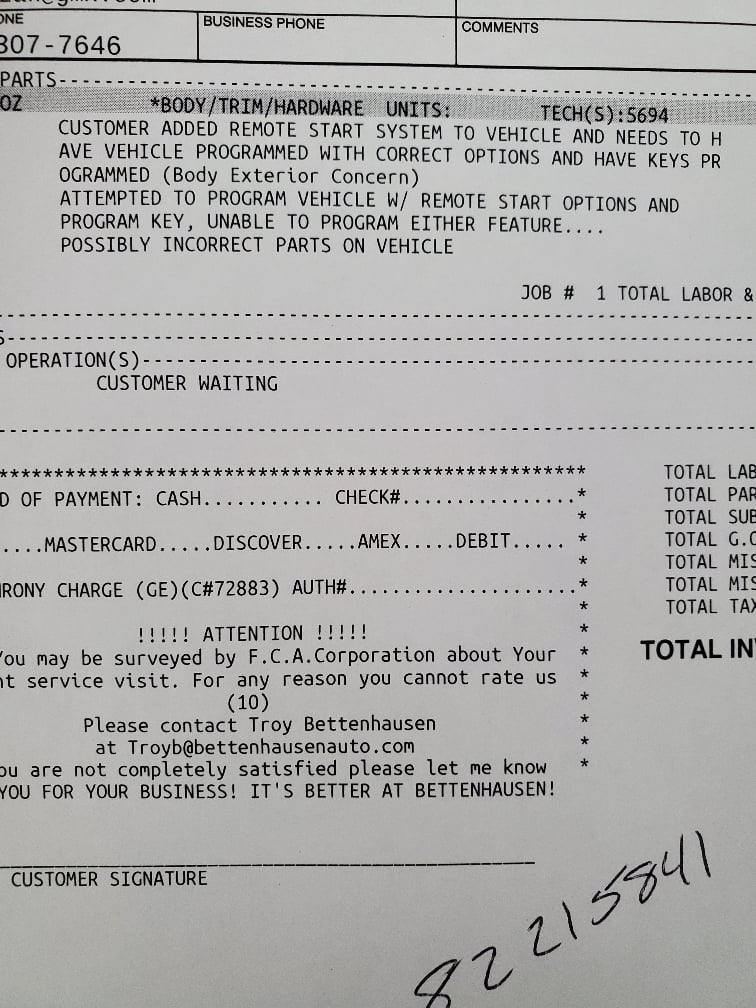 ONE
BUSINESS PHONE
COMMENTS
307-7646
PARTS
OZ *BODY/TRIM/HARDWARE UNITS: TECH(S):5694
CUSTOMER ADDED REMOTE START SYSTEM TO VEHICLE AND NEEDS TO H
AVE VEHICLE PROGRAMMED WITH CORRECT OPTIONS AND HAVE KEYS PR
OGRAMMED (Body Exterior Concern)
ATTEMPTED TO PROGRAM VEHICLE W/ REMOTE START OPTIONS AND
PROGRAM KEY, UNABLE TO PROGRAM EITHER FEATURE....
POSSIBLY INCORRECT PARTS ON VEHICLE
JOB # 1 TOTAL LABOR &
S-----------------------------------------------
OPERATION(S)-----------------------------------------------
CUSTOMER WAITING
****************************************************** TOTAL LAB
D OF PAYMENT: CASH........... CHECK#................* TOTAL PAR
* TOTAL SUB
....MASTERCARD.....DISCOVER.....AMEX.....DEBIT..... * TOTAL G.O
* TOTAL MIS
RONY CHARGE (GE)(C#72883) AUTH#.....................* TOTAL MIS
* TOTAL TAX
!!!!! ATTENTION !!!!! *
You may be surveyed by F.C.A.Corporation about Your * TOTAL IN
nt service visit. For any reason you cannot rate us *
(10) *
Please contact Troy Bettenhausen *
at Troyb@bettenhausenauto.com *
ou are not completely satisfied please let me know *
YOU FOR YOUR BUSINESS! IT'S BETTER AT BETTENHAUSEN!
CUSTOMER SIGNATURE
82215841